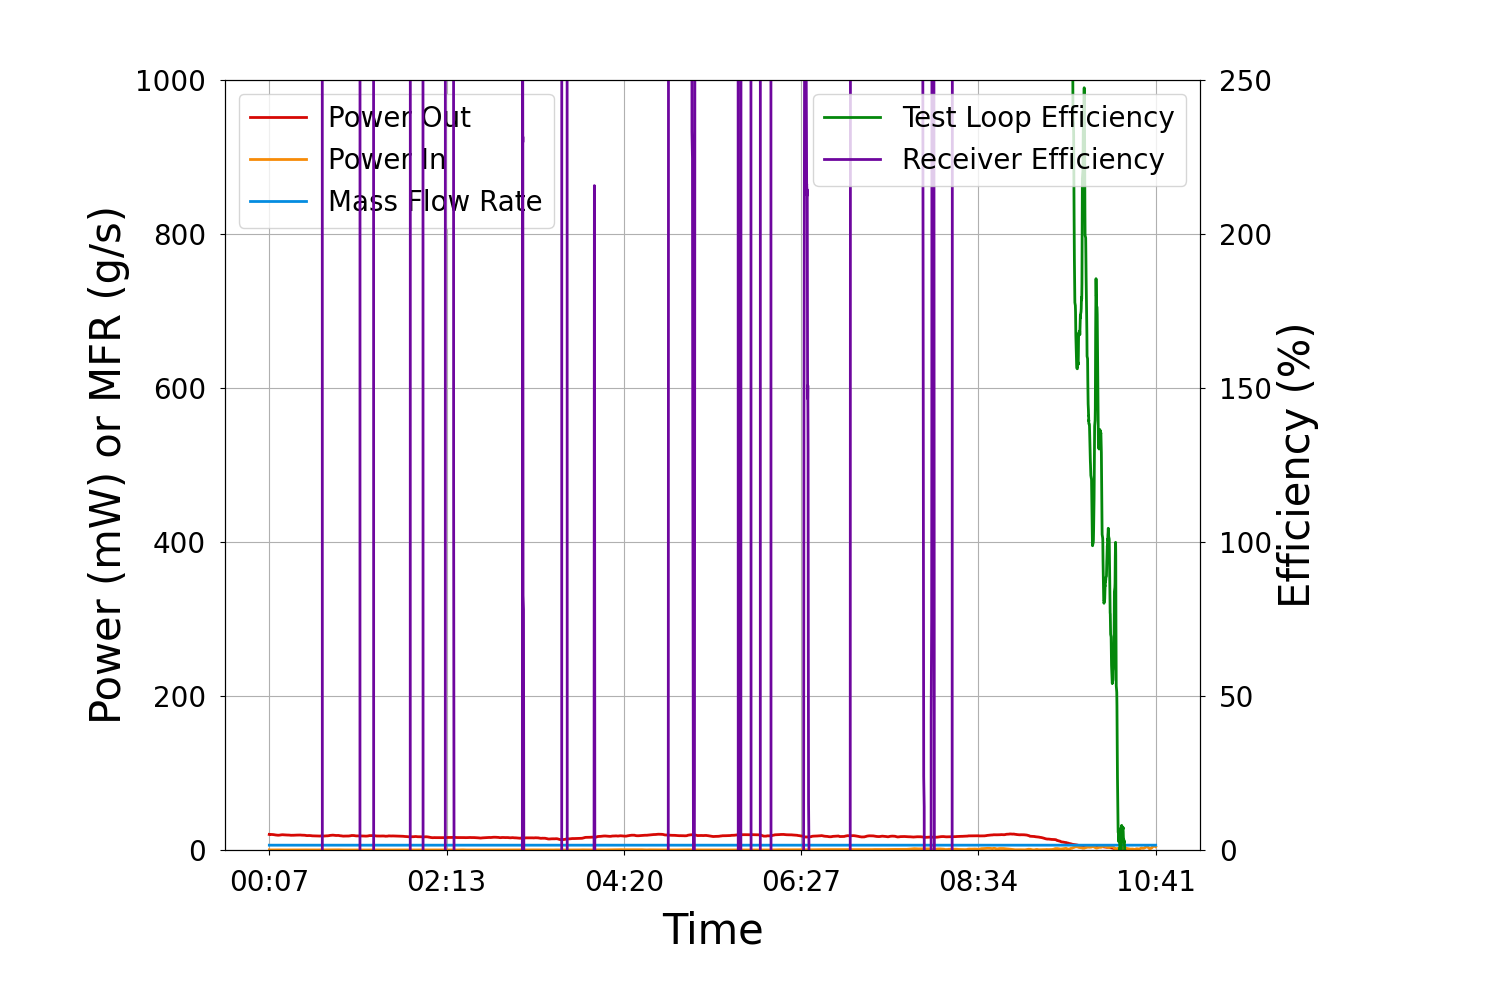 1000
800
600
400
200
0
Power (mW) or MFR (g/s)
Power Out
Power In
Mass Flow Rate
Test Loop Efficiency
Receiver Efficiency
250
200
150
100
50
0
Efficiency (%)
00:07 02:13 04:20 06:27 08:34 10:41
Time